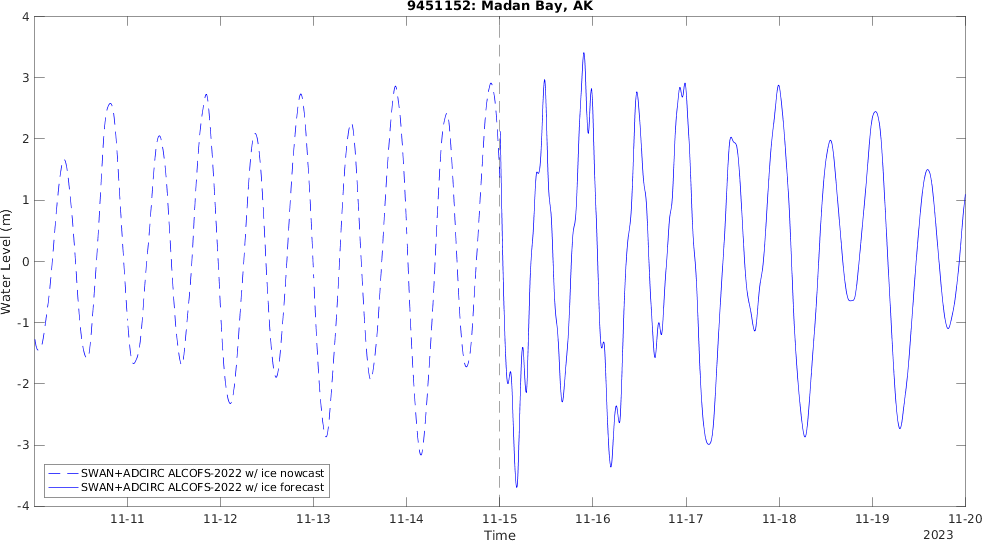 9451152: Madan Bay, AK
4
3
2
1
0
-1
-2
-3
-4
Water Level (m)
SWAN+ADCIRC ALCOFS-2022 w/ ice nowcast
SWAN+ADCIRC ALCOFS-2022 w/ ice forecast
11-11 11-12 11-13 11-14 11-15 11-16 11-17 11-18 11-19 11-20
Time
2023